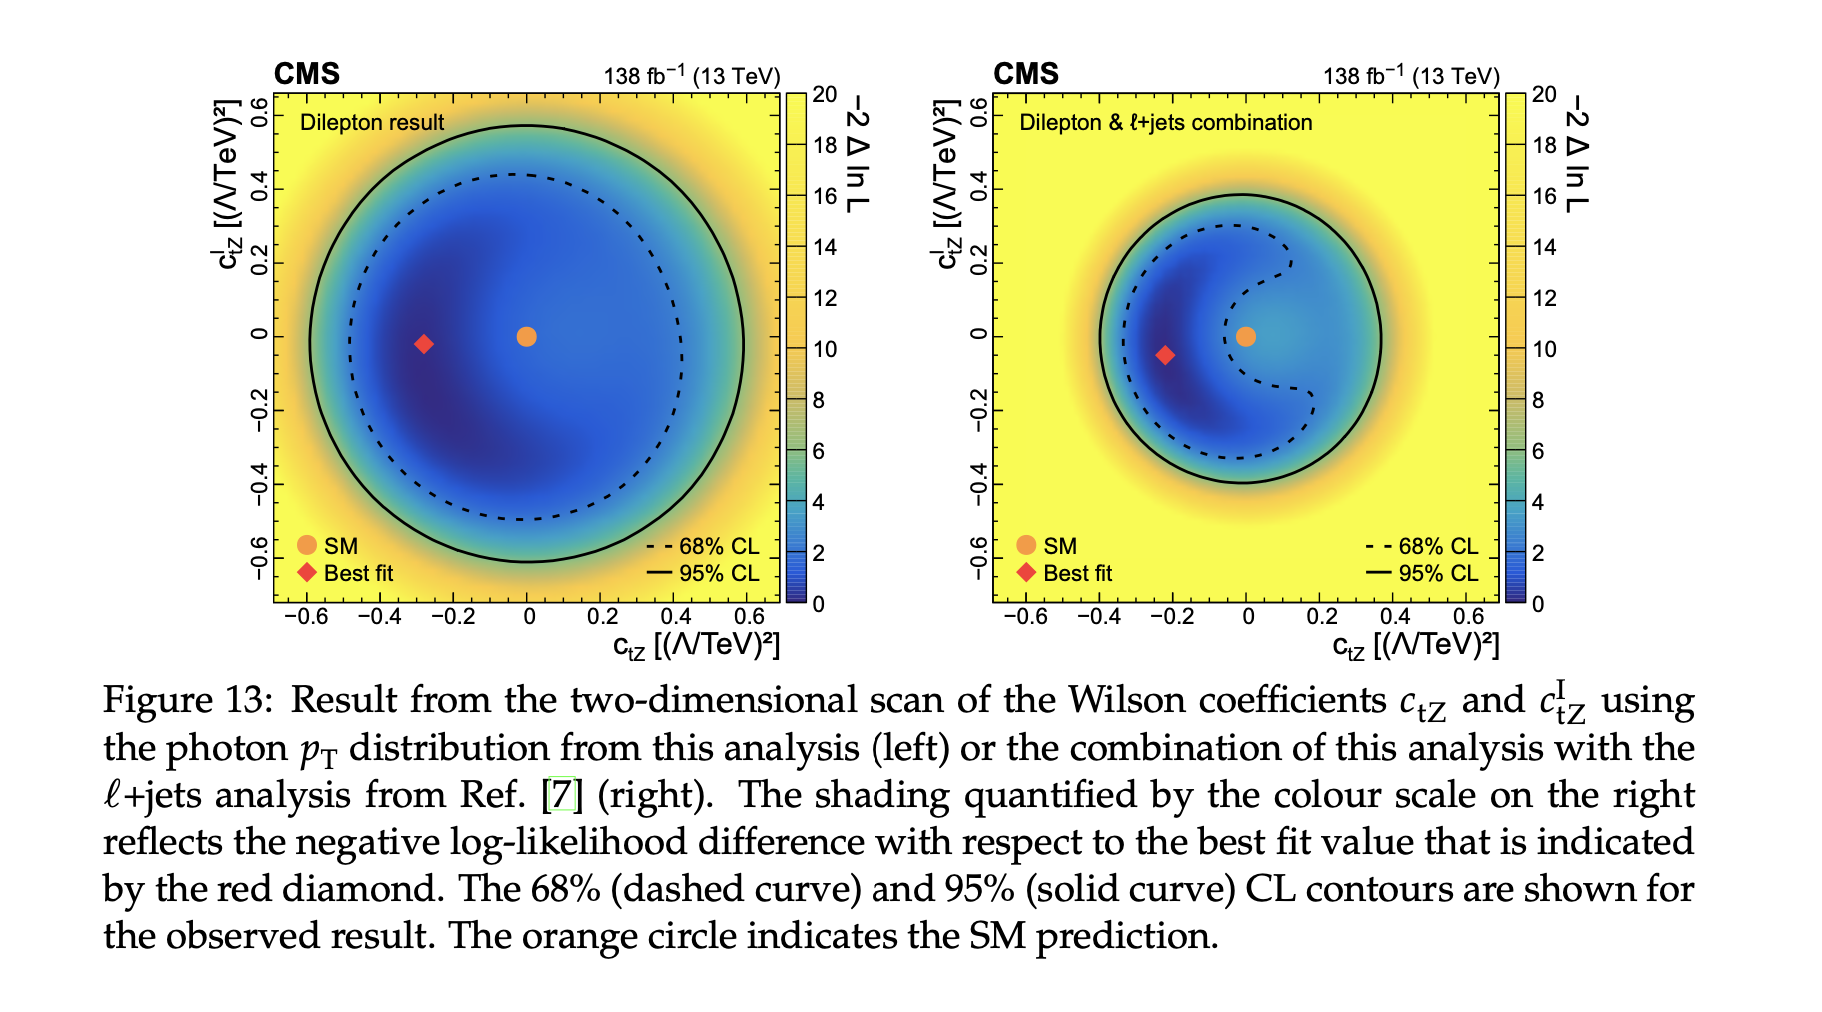 CMS
138 fb⁻¹ (13 TeV)
Dilepton result
c_tZ^I [(Λ/TeV)²]
0.6
0.4
0.2
0
−0.2
−0.4
−0.6
SM
Best fit
68% CL
95% CL
−0.6 −0.4 −0.2 0 0.2 0.4 0.6
c_tZ [(Λ/TeV)²]
20
18
16
14
12
10
8
6
4
2
0
−2 Δ ln L
CMS
138 fb⁻¹ (13 TeV)
Dilepton & ℓ+jets combination
c_tZ^I [(Λ/TeV)²]
0.6
0.4
0.2
0
−0.2
−0.4
−0.6
SM
Best fit
68% CL
95% CL
−0.6 −0.4 −0.2 0 0.2 0.4 0.6
c_tZ [(Λ/TeV)²]
20
18
16
14
12
10
8
6
4
2
0
−2 Δ ln L
Figure 13: Result from the two-dimensional scan of the Wilson coefficients c_tZ and c_tZ^I using
the photon p_T distribution from this analysis (left) or the combination of this analysis with the
ℓ+jets analysis from Ref. [7] (right). The shading quantified by the colour scale on the right
reflects the negative log-likelihood difference with respect to the best fit value that is indicated
by the red diamond. The 68% (dashed curve) and 95% (solid curve) CL contours are shown for
the observed result. The orange circle indicates the SM prediction.